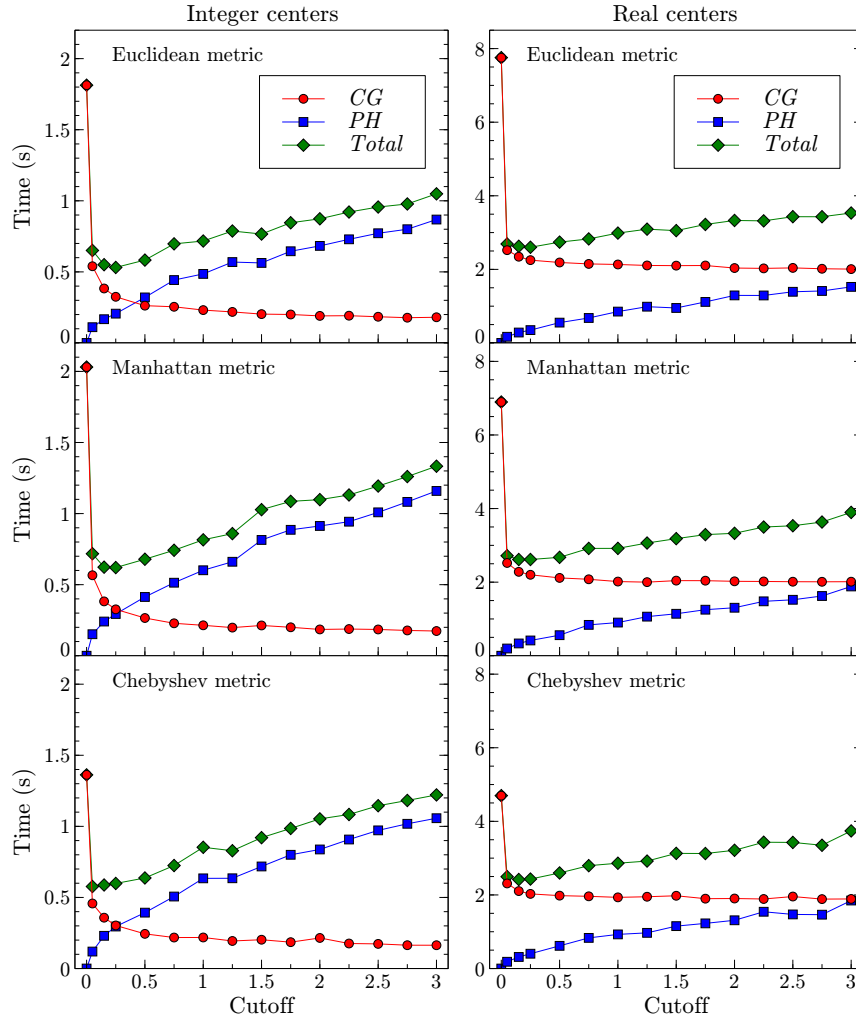 Integer centers
Real centers
Euclidean metric
CG
PH
Total
Time (s)
2
1.5
1
0.5
0
Euclidean metric
CG
PH
Total
8
6
4
2
0
Manhattan metric
Time (s)
2
1.5
1
0.5
0
Manhattan metric
8
6
4
2
0
Chebyshev metric
Time (s)
2
1.5
1
0.5
0
0 0.5 1 1.5 2 2.5 3
Cutoff
Chebyshev metric
8
6
4
2
0
0 0.5 1 1.5 2 2.5 3
Cutoff